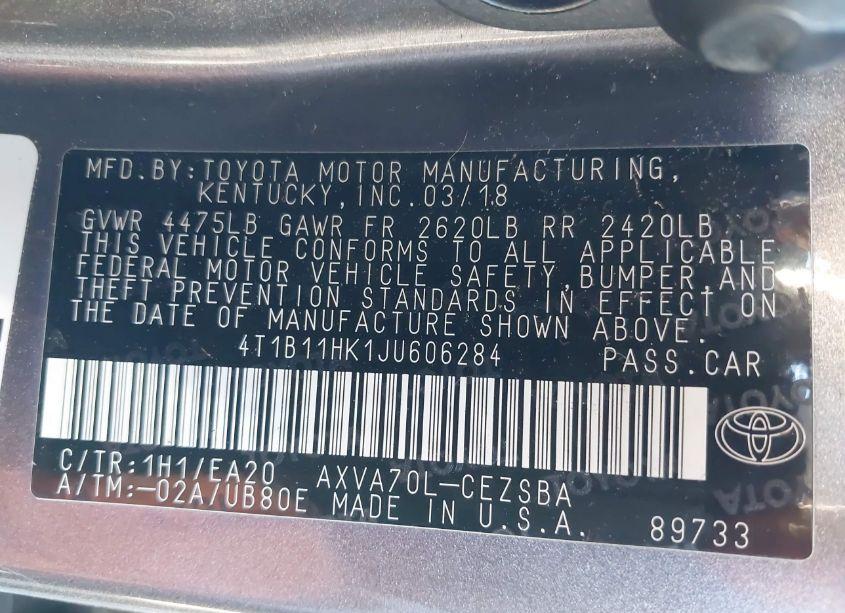 MFD.BY:TOYOTA MOTOR MANUFACTURING,
KENTUCKY,INC.03/18
GVWR 4475LB GAWR FR 2620LB RR 2420LB
THIS VEHICLE CONFORMS TO ALL APPLICABLE
FEDERAL MOTOR VEHICLE SAFETY,BUMPER,AND
THEFT PREVENTION STANDARDS IN EFFECT ON
THE DATE OF MANUFACTURE SHOWN ABOVE.
4T1B11HK1JU606284 PASS.CAR
C/TR:1H1/EA20 AXVA70L-CEZSBA
A/TM:-02A/UB80E MADE IN U.S.A. 89733